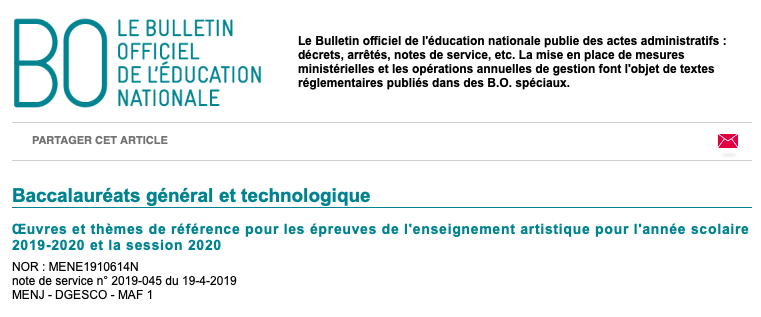 BO
LE BULLETIN
OFFICIEL
DE L'ÉDUCATION
NATIONALE
Le Bulletin officiel de l'éducation nationale publie des actes administratifs :
décrets, arrêtés, notes de service, etc. La mise en place de mesures
ministérielles et les opérations annuelles de gestion font l'objet de textes
réglementaires publiés dans des B.O. spéciaux.
PARTAGER CET ARTICLE
Baccalauréats général et technologique
Œuvres et thèmes de référence pour les épreuves de l'enseignement artistique pour l'année scolaire
2019-2020 et la session 2020
NOR : MENE1910614N
note de service n° 2019-045 du 19-4-2019
MENJ - DGESCO - MAF 1